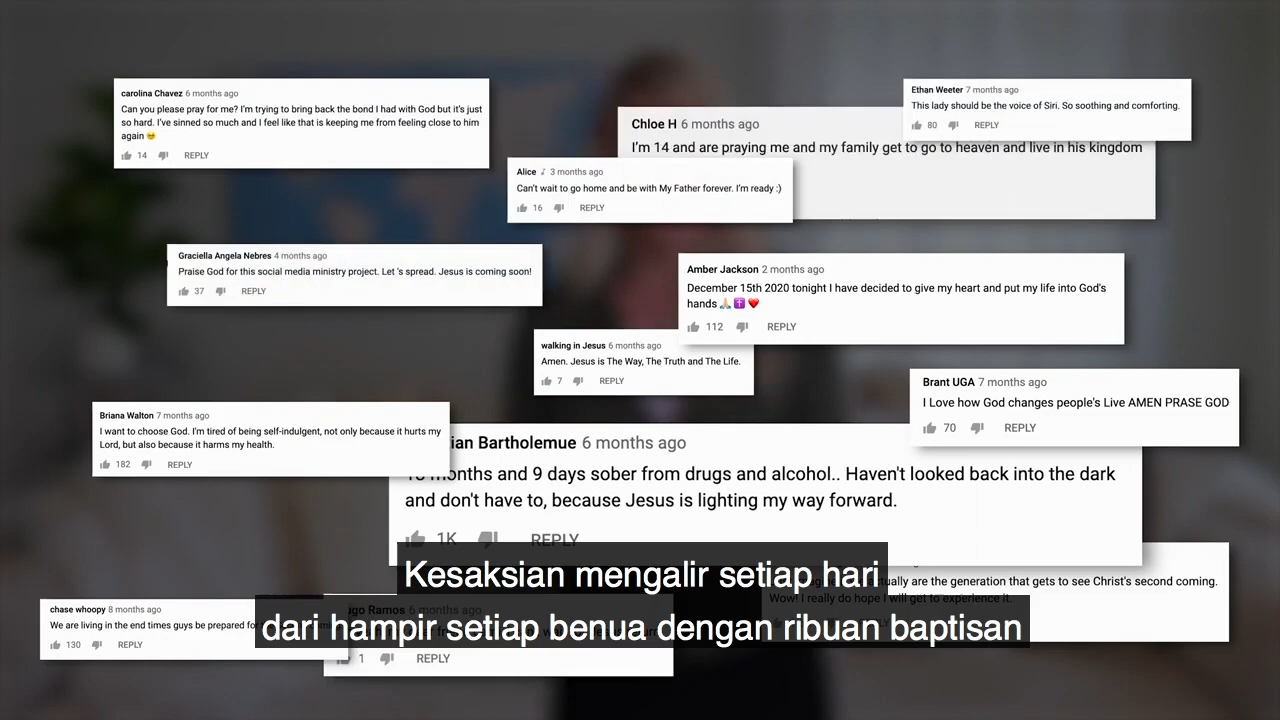 carolina Chavez 6 months ago
Can you please pray for me? I'm trying to bring back the bond I had with God but it's just
so hard. I've sinned so much and I feel like that is keeping me from feeling close to him
again 🥺
14 REPLY
Ethan Weeter 7 months ago
This lady should be the voice of Siri. So soothing and comforting.
80 REPLY
Chloe H 6 months ago
I'm 14 and are praying me and my family get to go to heaven and live in his kingdom
Alice ♪ 3 months ago
Can't wait to go home and be with My Father forever. I'm ready :)
16 REPLY
Graciella Angela Nebres 4 months ago
Praise God for this social media ministry project. Let 's spread. Jesus is coming soon!
37 REPLY
Amber Jackson 2 months ago
December 15th 2020 tonight I have decided to give my heart and put my life into God's
hands 🙏🏻✝️❤️
112 REPLY
walking in Jesus 6 months ago
Amen. Jesus is The Way, The Truth and The Life.
7 REPLY
Brant UGA 7 months ago
I Love how God changes people's Live AMEN PRASE GOD
70 REPLY
Briana Walton 7 months ago
I want to choose God. I'm tired of being self-indulgent, not only because it hurts my
Lord, but also because it harms my health.
182 REPLY
ian Bartholemue 6 months ago
months and 9 days sober from drugs and alcohol.. Haven't looked back into the dark
and don't have to, because Jesus is lighting my way forward.
1K REPLY
actually are the generation that gets to see Christ's second coming.
Wow! I really do hope I will get to experience it.
chase whoopy 8 months ago
We are living in the end times guys be prepared for
130 REPLY
Ramos 6 months ago
1 REPLY
Kesaksian mengalir setiap hari
dari hampir setiap benua dengan ribuan baptisan